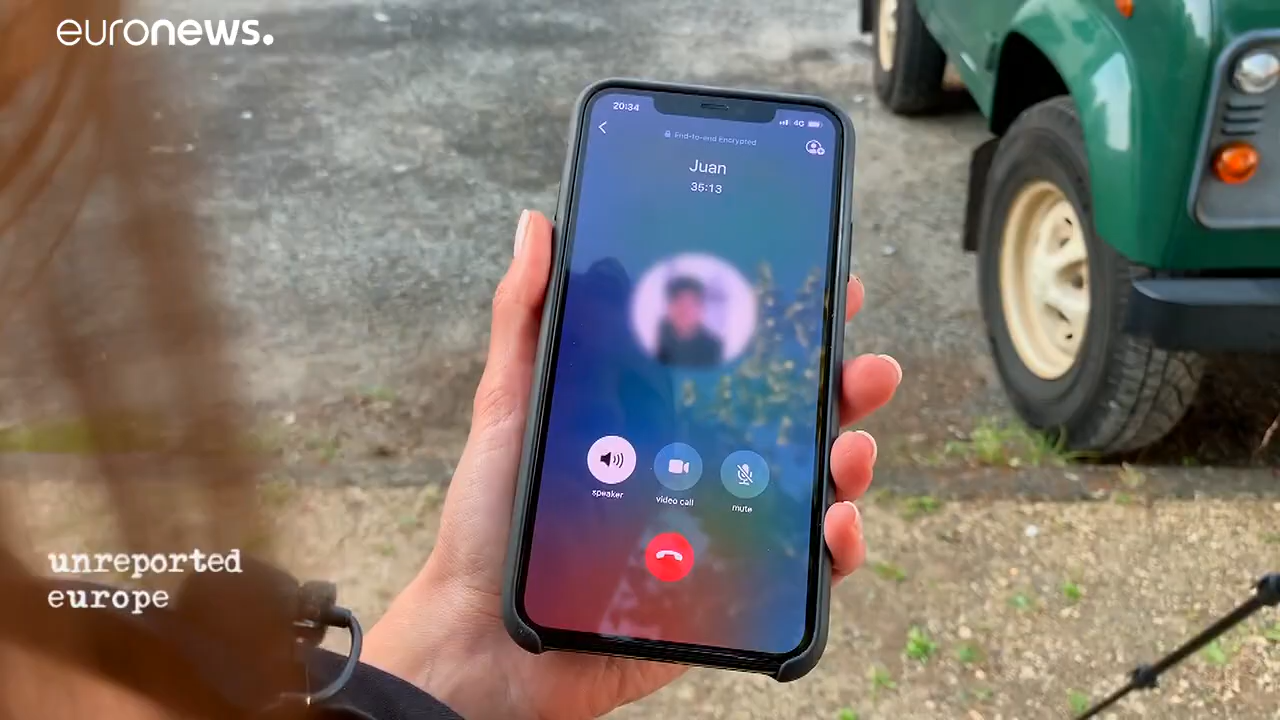 euronews.
20:34
4G
End-to-end Encrypted
Juan
35:13
speaker
video call
mute
unreported
europe